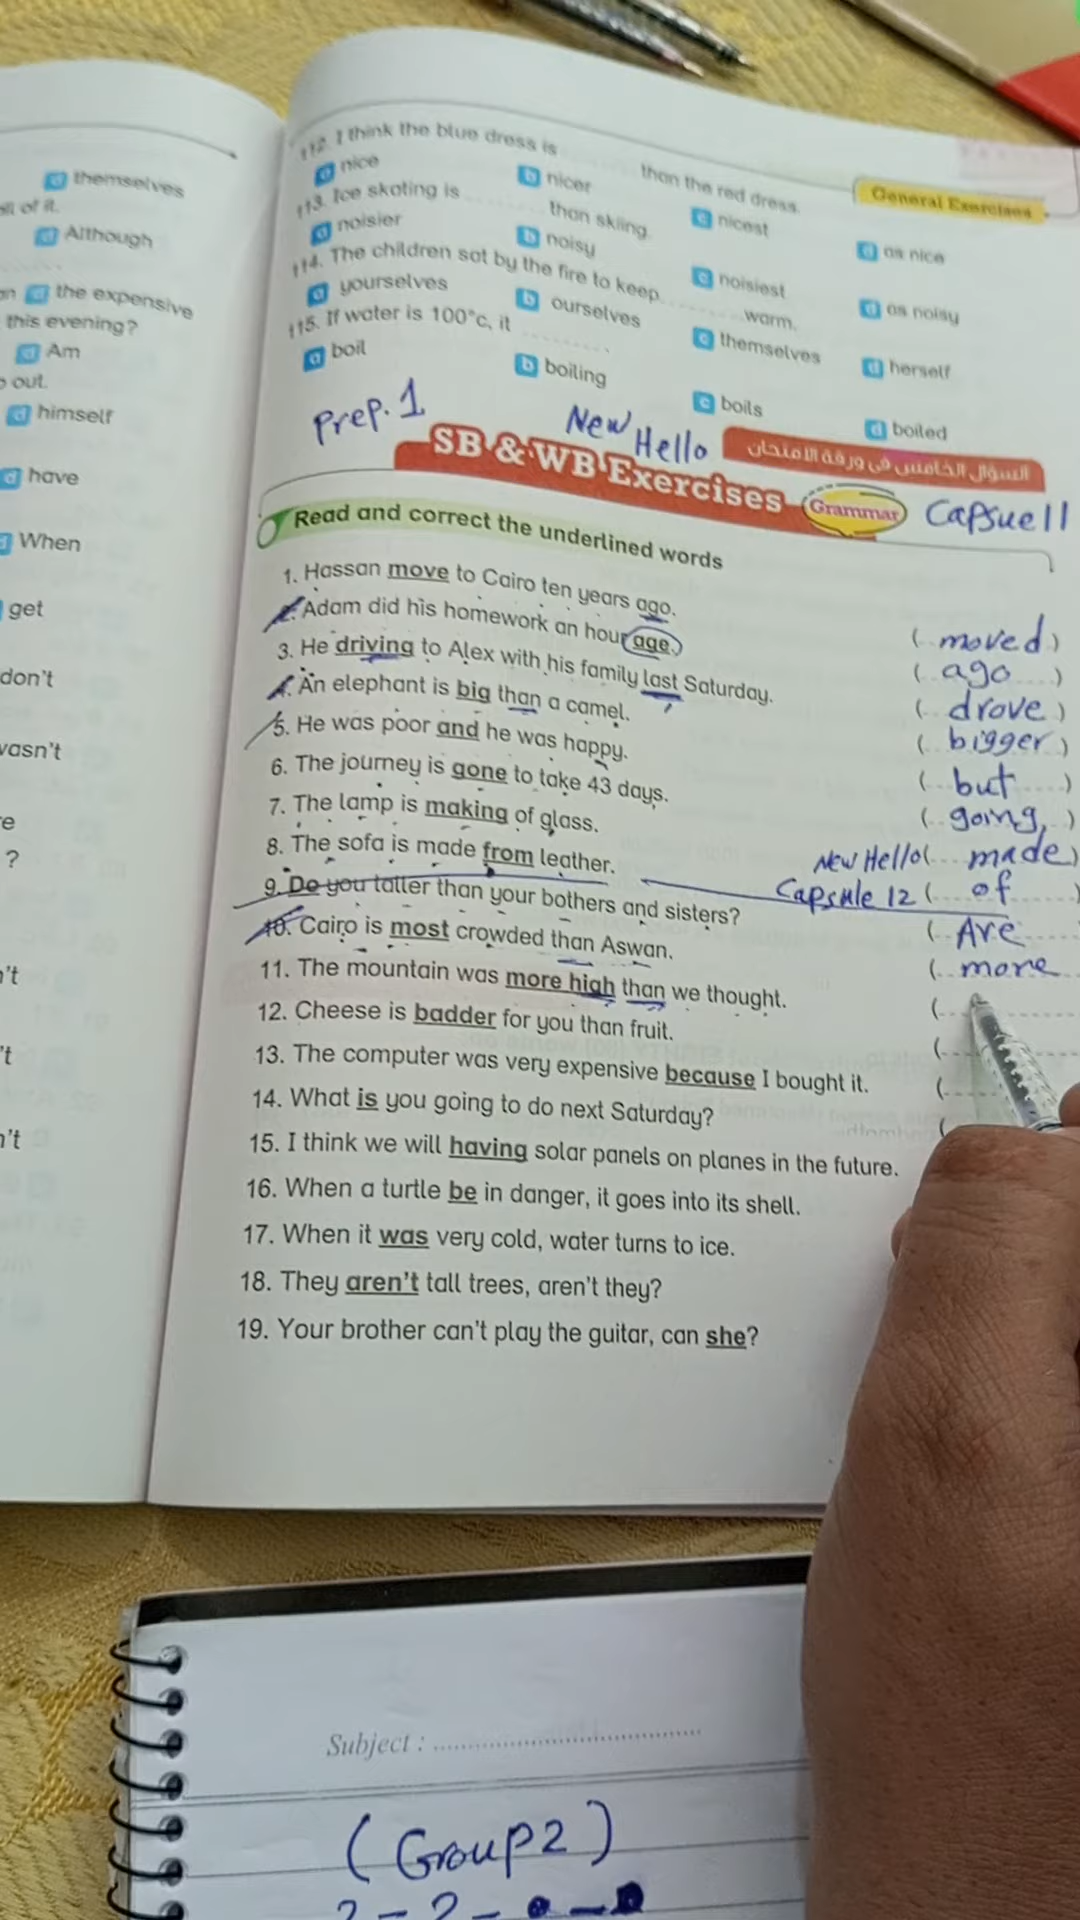 d themselves
all of it.
d Although
d the expensive
this evening?
d Am
out.
d himself
d have
d When
get
don't
wasn't
e
?
n't
't
n't
112. I think the blue dress is ........ than the red dress.
General Exercises
a nice b nicer c nicest d as nice
113. Ice skating is ........ than skiing.
a noisier b noisy c noisiest d as noisy
114. The children sat by the fire to keep ........ warm.
a yourselves b ourselves c themselves d herself
115. If water is 100°c, it ........
a boil b boiling c boils d boiled
Prep. 1 New Hello
السؤال الخامس فى ورقة الامتحان
SB & WB Exercises Grammar Capsule 11
Read and correct the underlined words
1. Hassan move to Cairo ten years ago. (moved)
2. Adam did his homework an hour age. (ago)
3. He driving to Alex with his family last Saturday. (drove)
4. An elephant is big than a camel. (bigger)
5. He was poor and he was happy. (but)
6. The journey is gone to take 43 days. (going)
7. The lamp is making of glass. New Hello (made)
8. The sofa is made from leather. Capsule 12 (of)
9. Do you taller than your bothers and sisters? (Are
10. Cairo is most crowded than Aswan. (more
11. The mountain was more high than we thought. (
12. Cheese is badder for you than fruit. (
13. The computer was very expensive because I bought it. (
14. What is you going to do next Saturday? (
15. I think we will having solar panels on planes in the future.
16. When a turtle be in danger, it goes into its shell.
17. When it was very cold, water turns to ice.
18. They aren't tall trees, aren't they?
19. Your brother can't play the guitar, can she?
Subject : ........
(Group 2)